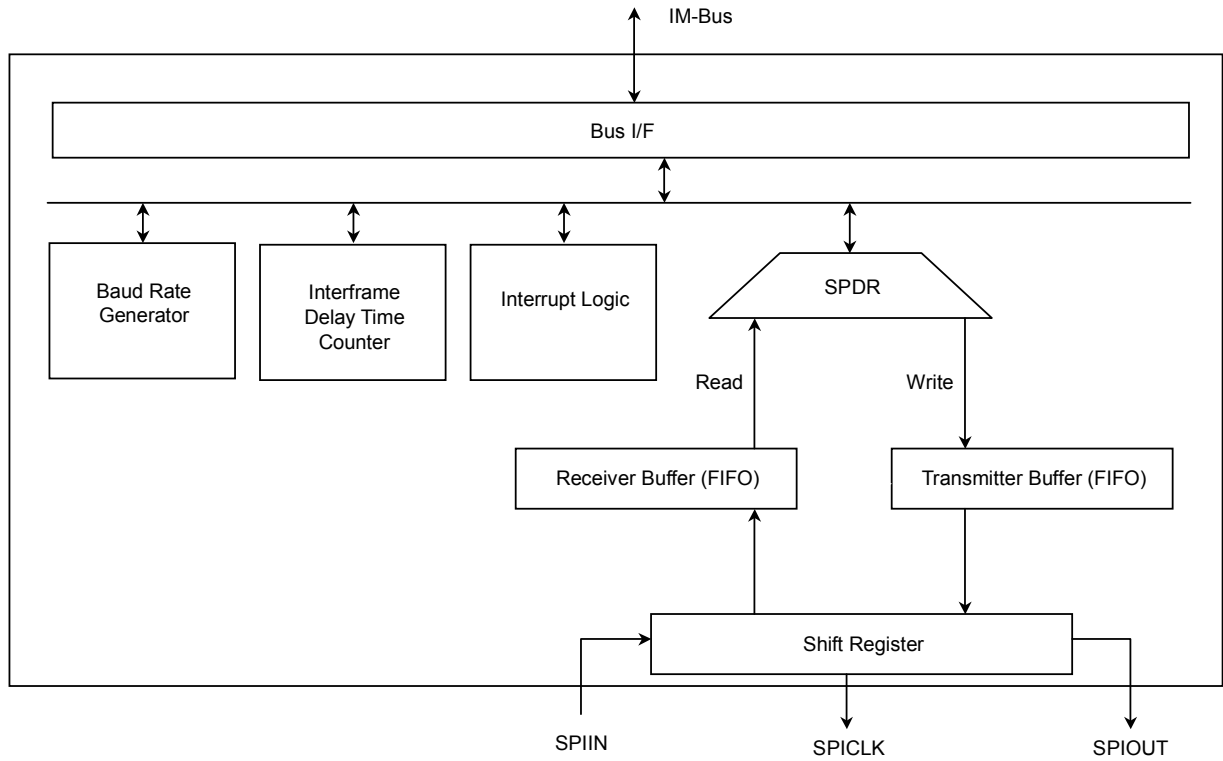 IM-Bus
Bus I/F
Baud Rate
Generator
Interframe
Delay Time
Counter
Interrupt Logic
SPDR
Read
Write
Receiver Buffer (FIFO)
Transmitter Buffer (FIFO)
Shift Register
SPIIN
SPICLK
SPIOUT